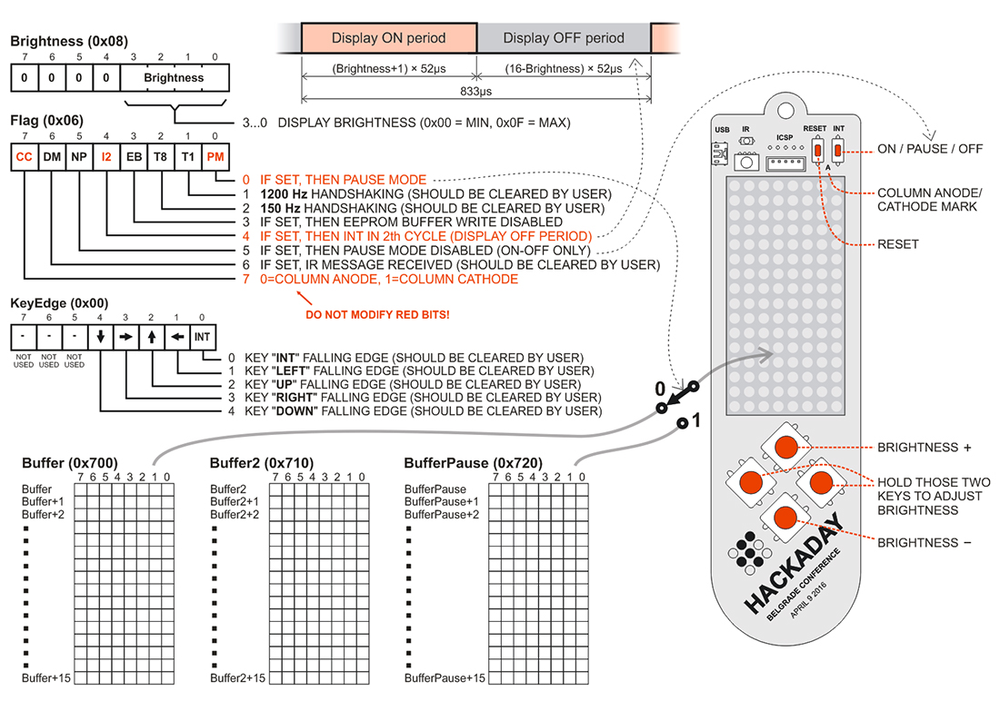 Display ON period
Display OFF period
(Brightness+1) × 52µs
(16-Brightness) × 52µs
833µs
Brightness (0x08)
7 6 5 4 3 2 1 0
0 0 0 0 Brightness
3...0 DISPLAY BRIGHTNESS (0x00 = MIN, 0x0F = MAX)
Flag (0x06)
7 6 5 4 3 2 1 0
CC DM NP I2 EB T8 T1 PM
0 IF SET, THEN PAUSE MODE
1 1200 Hz HANDSHAKING (SHOULD BE CLEARED BY USER)
2 150 Hz HANDSHAKING (SHOULD BE CLEARED BY USER)
3 IF SET, THEN EEPROM BUFFER WRITE DISABLED
4 IF SET, THEN INT IN 2th CYCLE (DISPLAY OFF PERIOD)
5 IF SET, THEN PAUSE MODE DISABLED (ON-OFF ONLY)
6 IF SET, IR MESSAGE RECEIVED (SHOULD BE CLEARED BY USER)
7 0=COLUMN ANODE, 1=COLUMN CATHODE
DO NOT MODIFY RED BITS!
KeyEdge (0x00)
7 6 5 4 3 2 1 0
- - - 🡇 🡆 🡅 🡄 INT
NOT USED
NOT USED
NOT USED
0 KEY "INT" FALLING EDGE (SHOULD BE CLEARED BY USER)
1 KEY "LEFT" FALLING EDGE (SHOULD BE CLEARED BY USER)
2 KEY "UP" FALLING EDGE (SHOULD BE CLEARED BY USER)
3 KEY "RIGHT" FALLING EDGE (SHOULD BE CLEARED BY USER)
4 KEY "DOWN" FALLING EDGE (SHOULD BE CLEARED BY USER)
0
1
Buffer (0x700)
7 6 5 4 3 2 1 0
Buffer
Buffer+1
Buffer+2
Buffer+15
Buffer2 (0x710)
7 6 5 4 3 2 1 0
Buffer2
Buffer2+1
Buffer2+2
Buffer2+15
BufferPause (0x720)
7 6 5 4 3 2 1 0
BufferPause
BufferPause+1
BufferPause+2
BufferPause+15
USB
IR
ICSP
RESET
INT
A
ON / PAUSE / OFF
COLUMN ANODE/
CATHODE MARK
RESET
BRIGHTNESS +
HOLD THOSE TWO
KEYS TO ADJUST
BRIGHTNESS
BRIGHTNESS −
HACKADAY
BELGRADE CONFERENCE
APRIL 9 2016